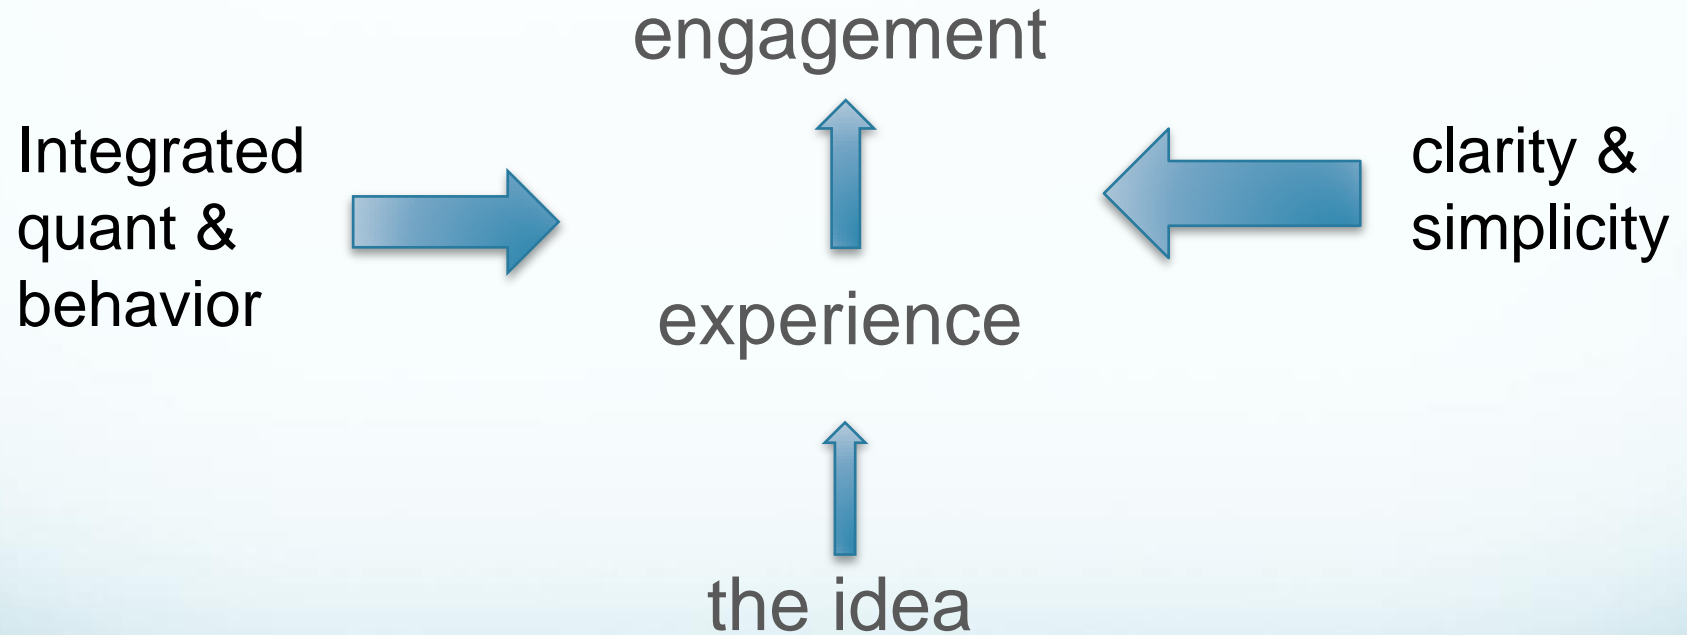 engagement
Integrated
quant &
behavior
clarity &
simplicity
experience
the idea